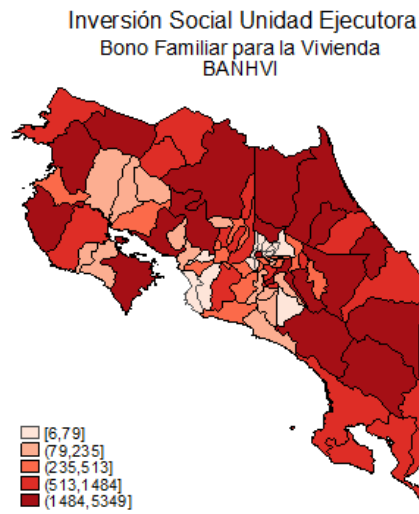 Inversión Social Unidad Ejecutora
Bono Familiar para la Vivienda
BANHVI
[6,79]
(79,235]
(235,513]
(513,1484]
(1484,5349]